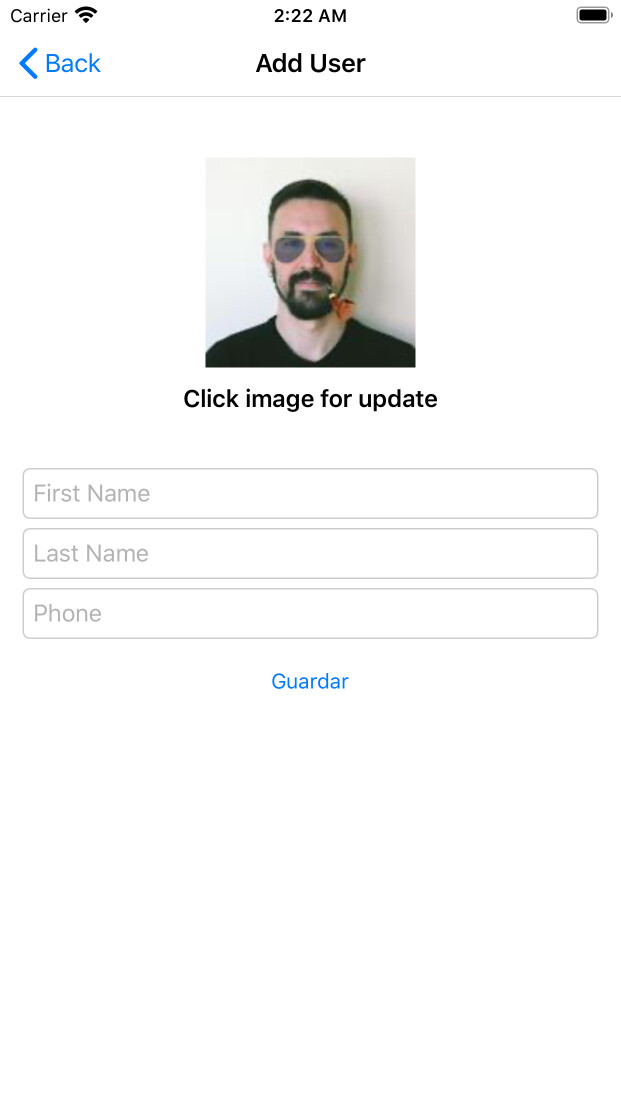 Carrier 2:22 AM
Back Add User
Click image for update
First Name
Last Name
Phone
Guardar